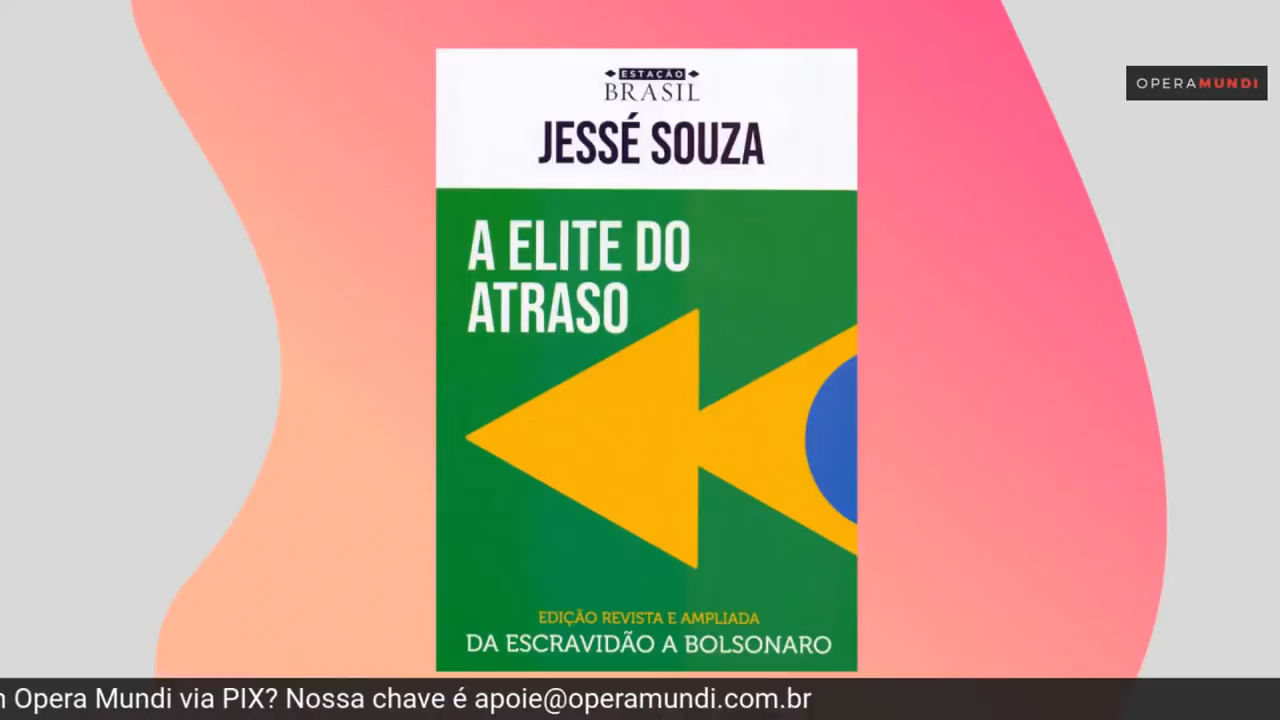 ESTAÇÃO
BRASIL
JESSÉ SOUZA
OPERAMUNDI
A ELITE DO
ATRASO
EDIÇÃO REVISTA E AMPLIADA
DA ESCRAVIDÃO A BOLSONARO
Opera Mundi via PIX? Nossa chave é apoie@operamundi.com.br